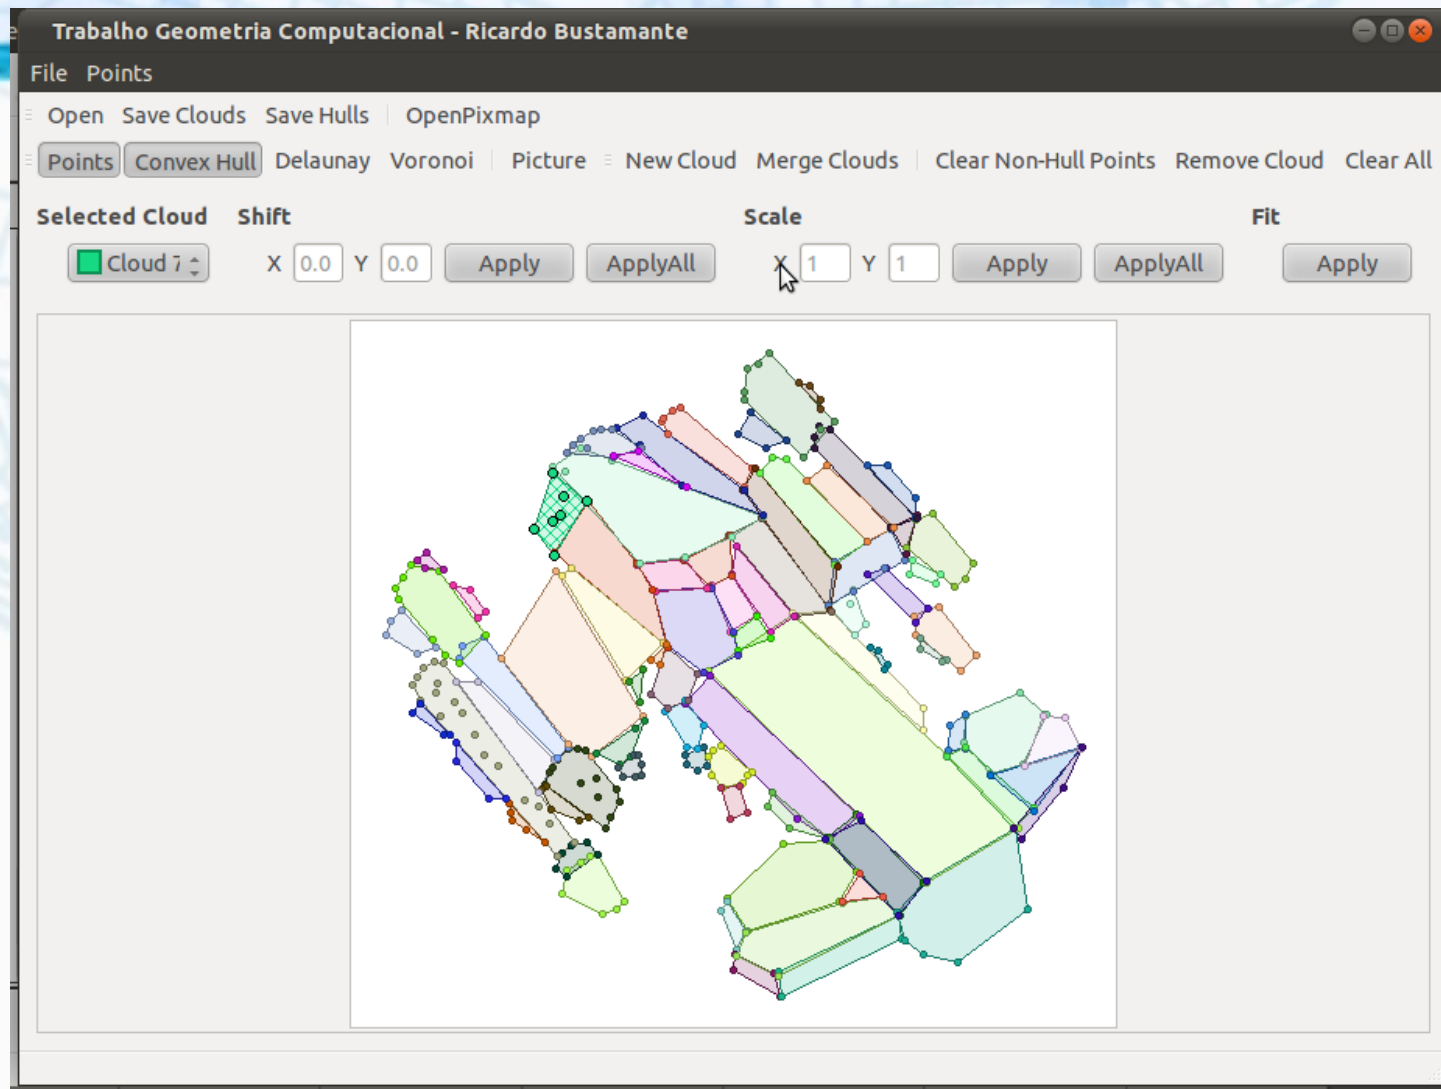 Trabalho Geometria Computacional - Ricardo Bustamante
File Points
Open Save Clouds Save Hulls OpenPixmap
Points Convex Hull Delaunay Voronoi Picture New Cloud Merge Clouds Clear Non-Hull Points Remove Cloud Clear All
Selected Cloud Shift Scale Fit
Cloud 7 X 0.0 Y 0.0 Apply ApplyAll X 1 Y 1 Apply ApplyAll Apply